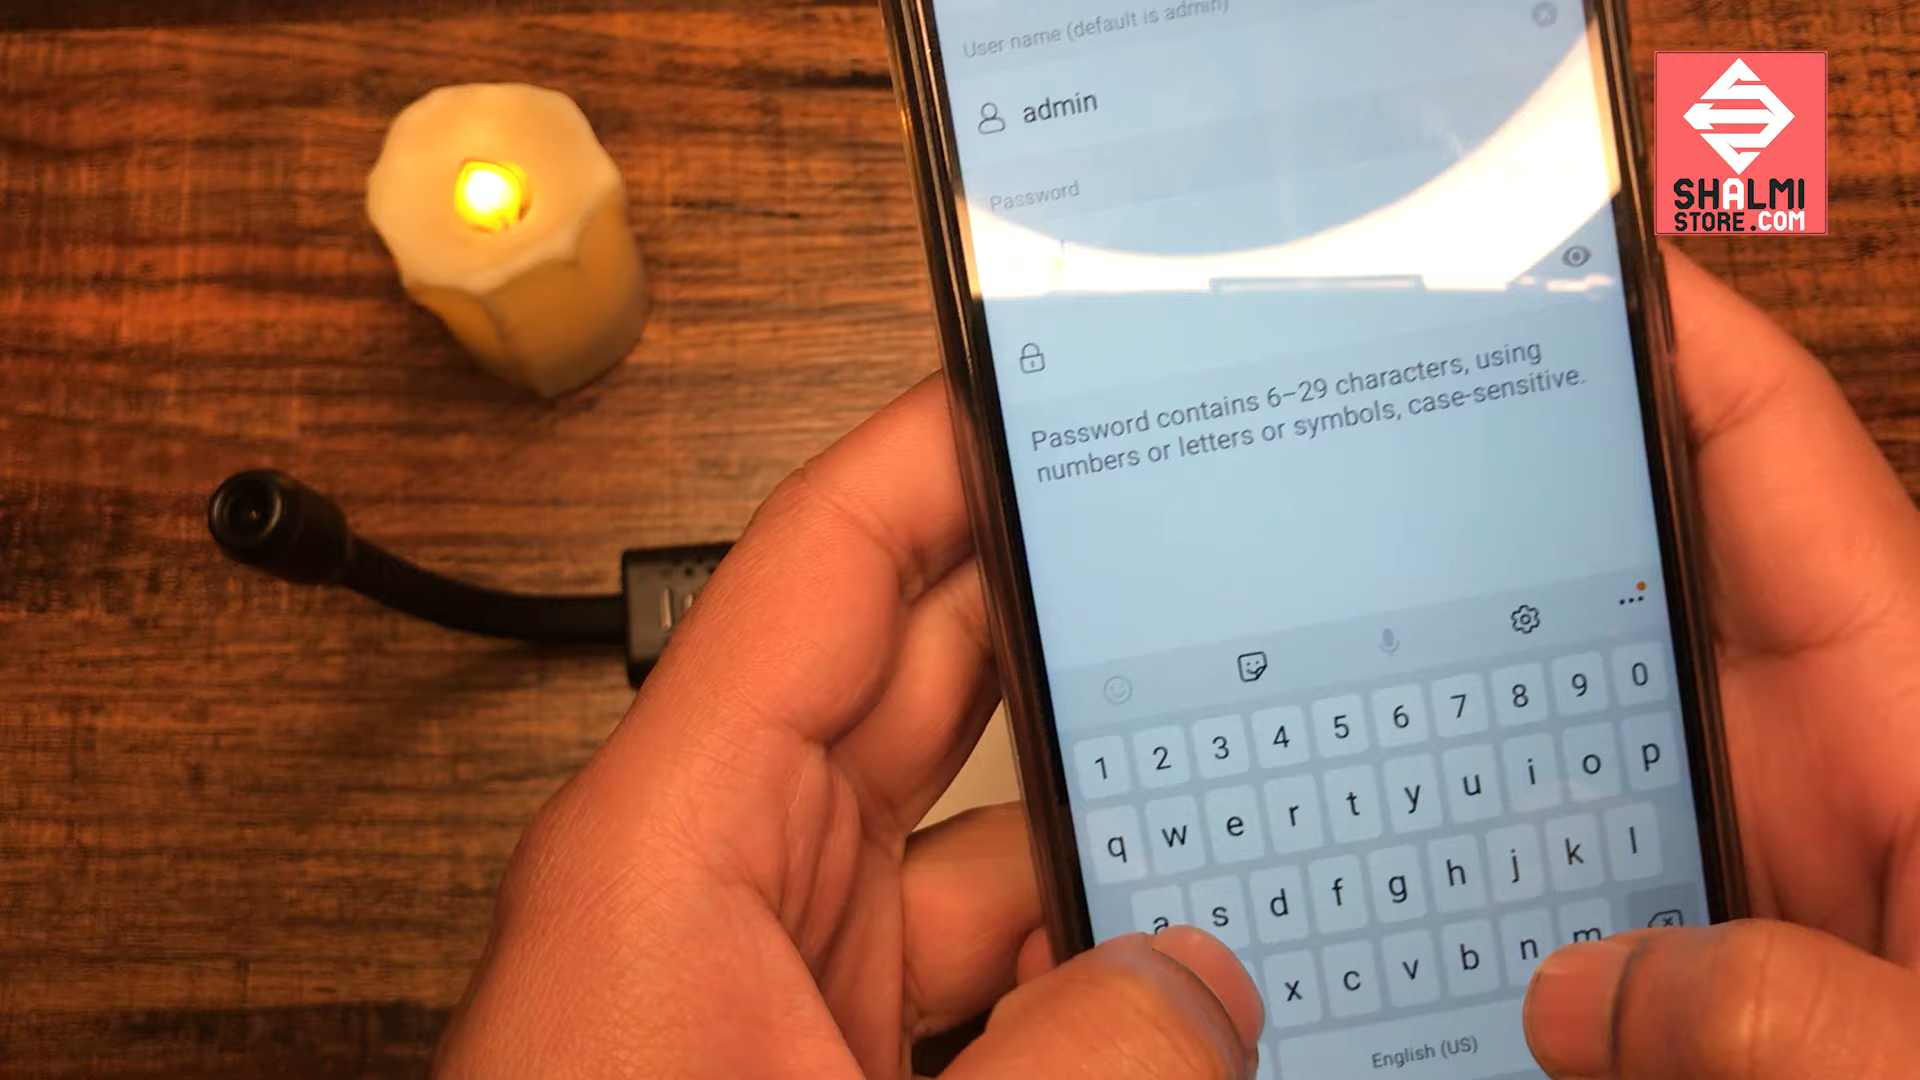 User name (default is admin)
admin
Password
Password contains 6–29 characters, using
numbers or letters or symbols, case-sensitive.
1 2 3 4 5 6 7 8 9 0
q w e r t y u i o p
a s d f g h j k l
x c v b n m
English (US)
SHALMI
STORE.COM